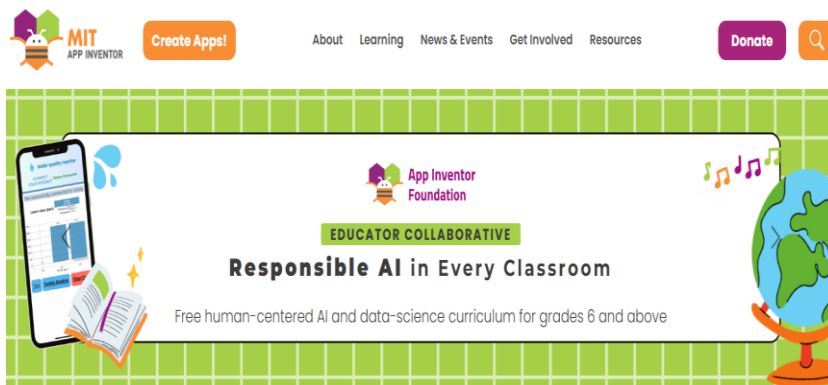 MIT
APP INVENTOR
Create Apps!
About Learning News & Events Get Involved Resources
Donate
Water quality monitor
App Inventor
Foundation
EDUCATOR COLLABORATIVE
Responsible AI in Every Classroom
Free human-centered AI and data-science curriculum for grades 6 and above